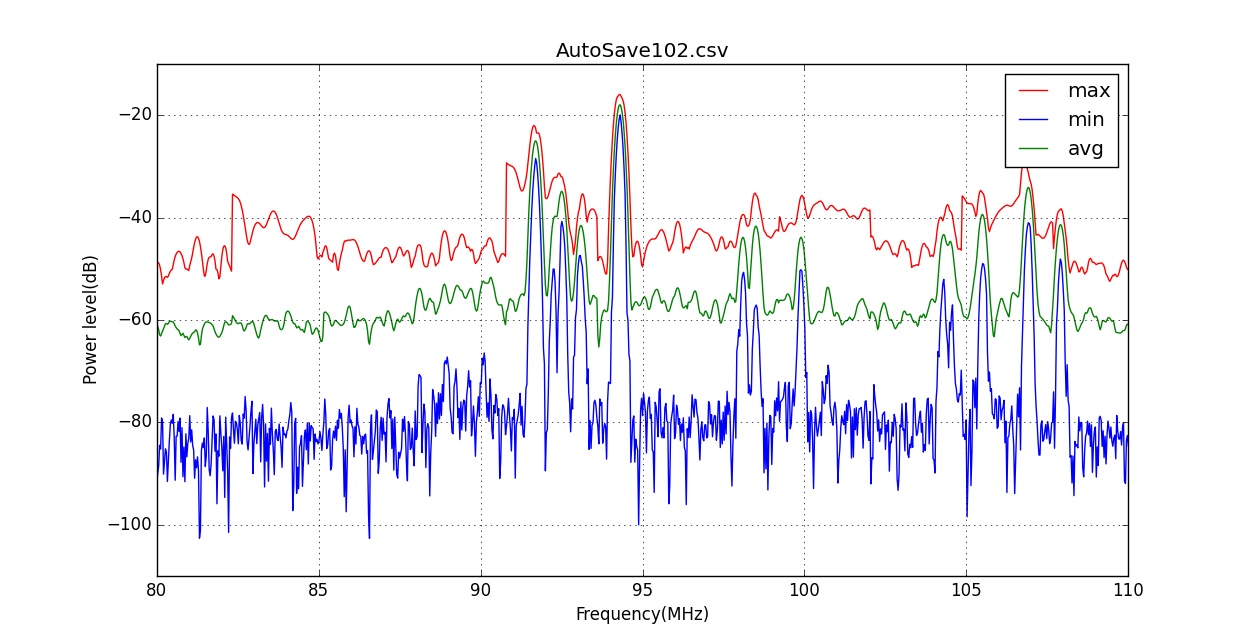 AutoSave102.csv
max
min
avg
−20
−40
−60
−80
−100
Power level(dB)
80 85 90 95 100 105 110
Frequency(MHz)